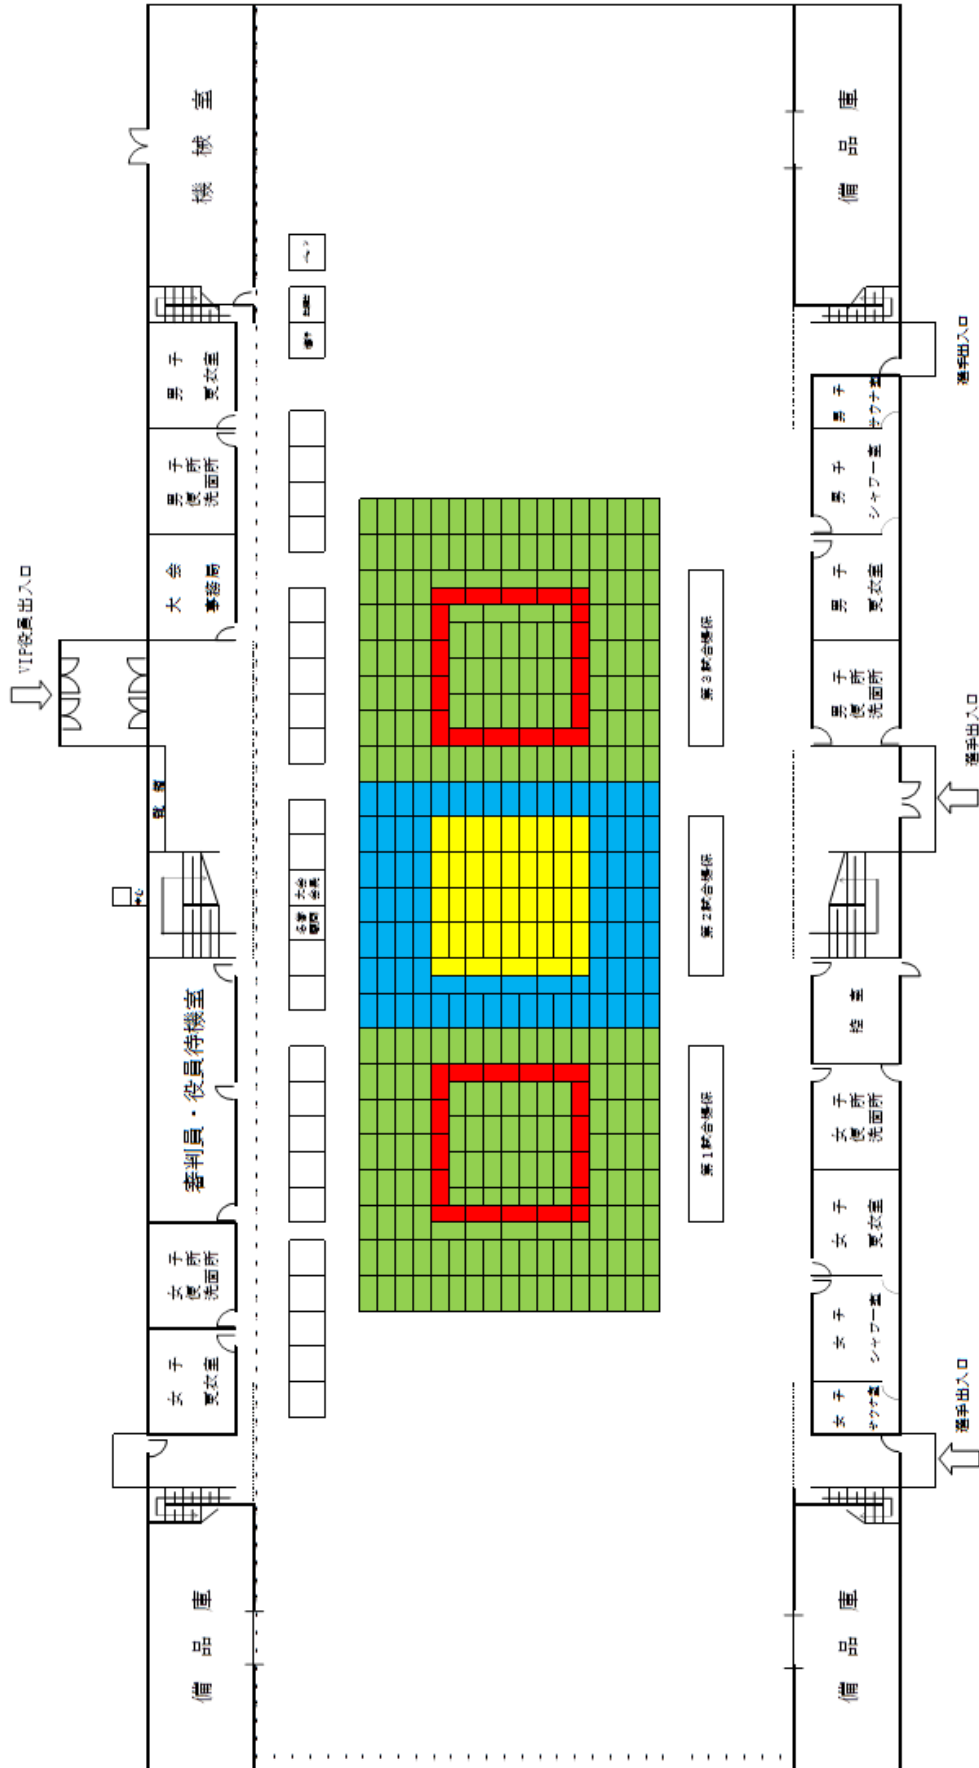 VIP役員出入口
備品庫
女子
更衣室
女子
便所
洗面所
審判員・役員待機室
大会
事務局
男子
便所
洗面所
男子
更衣室
機械室
大会
会長
第1試合場係
第2試合場係
第3試合場係
備品庫
女子
サウナ室
女子
シャワー室
女子
更衣室
女子
便所
洗面所
控室
男子
便所
洗面所
男子
更衣室
男子
シャワー室
男子
サウナ室
備品庫
選手出入口
選手出入口
選手出入口